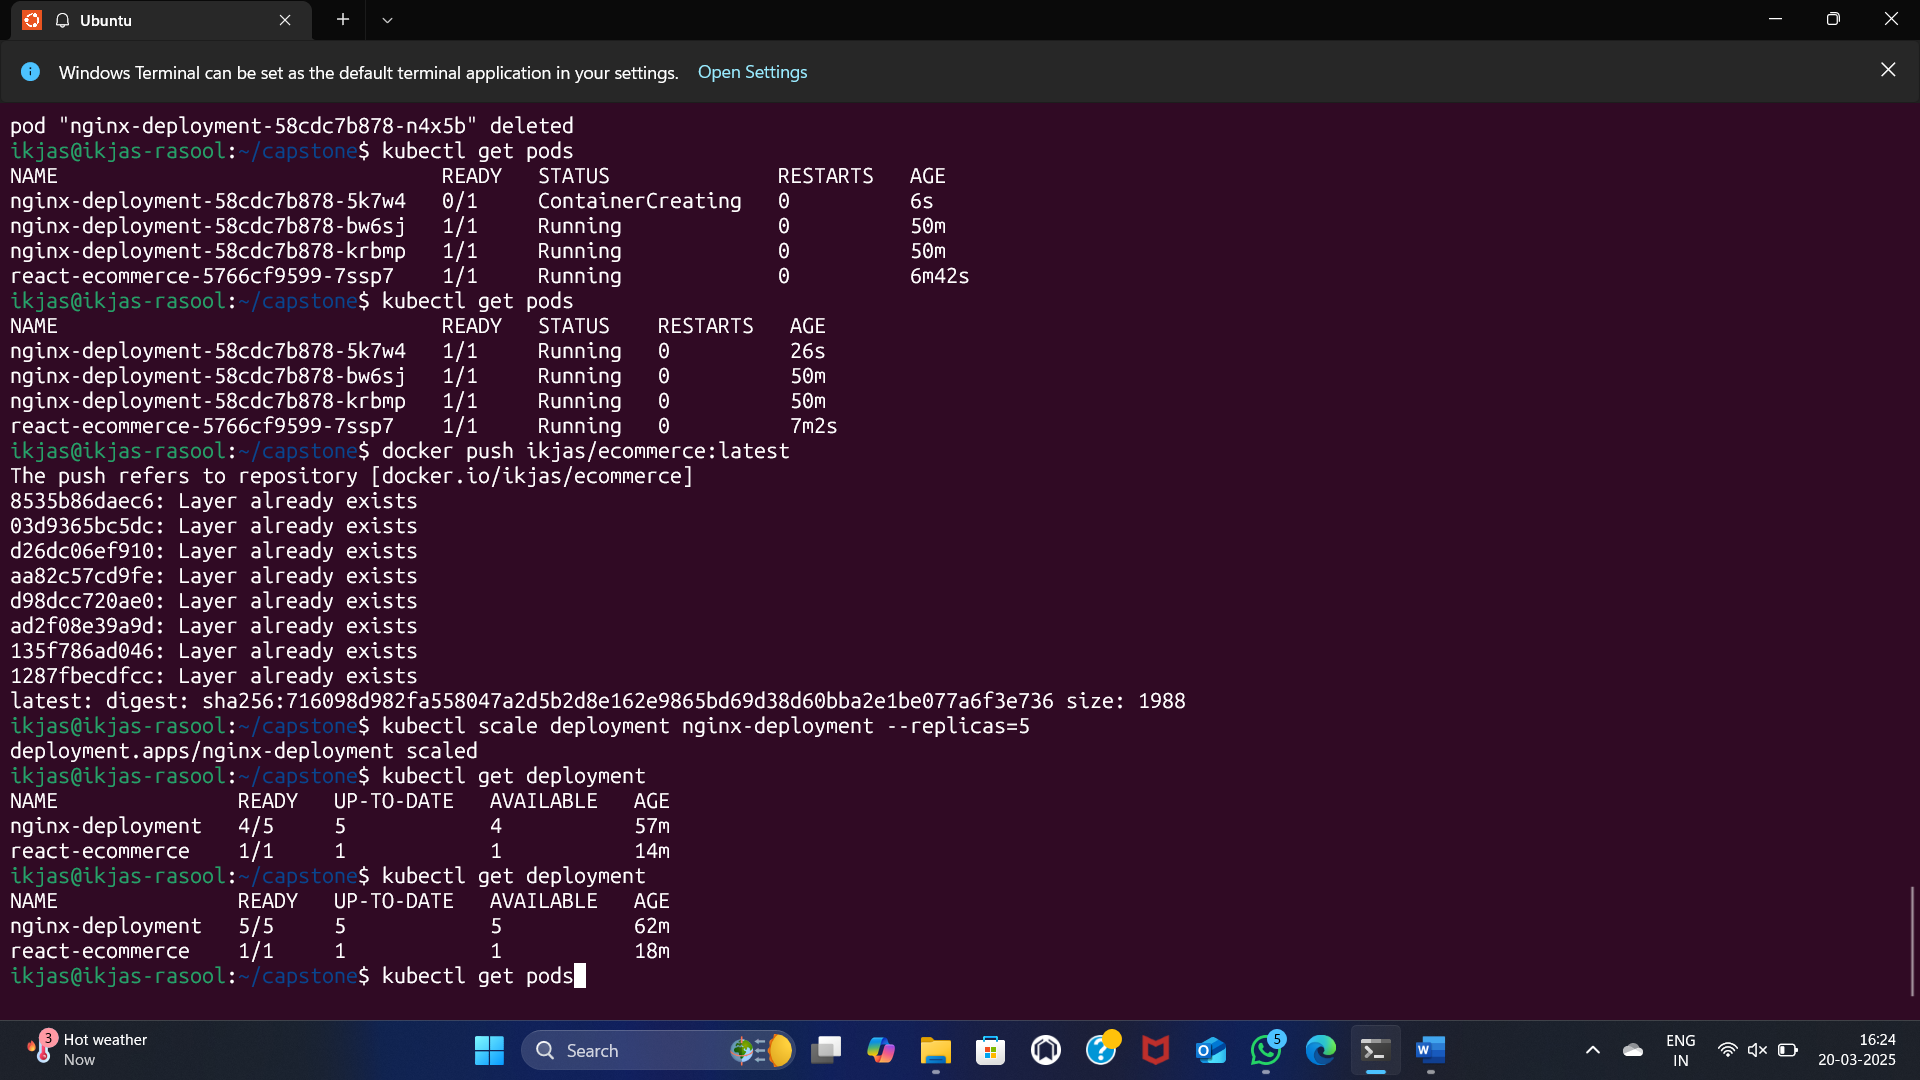 Ubuntu
Windows Terminal can be set as the default terminal application in your settings. Open Settings
pod "nginx-deployment-58cdc7b878-n4x5b" deleted
ikjas@ikjas-rasool:~/capstone$ kubectl get pods
NAME READY STATUS RESTARTS AGE
nginx-deployment-58cdc7b878-5k7w4 0/1 ContainerCreating 0 6s
nginx-deployment-58cdc7b878-bw6sj 1/1 Running 0 50m
nginx-deployment-58cdc7b878-krbmp 1/1 Running 0 50m
react-ecommerce-5766cf9599-7ssp7 1/1 Running 0 6m42s
ikjas@ikjas-rasool:~/capstone$ kubectl get pods
NAME READY STATUS RESTARTS AGE
nginx-deployment-58cdc7b878-5k7w4 1/1 Running 0 26s
nginx-deployment-58cdc7b878-bw6sj 1/1 Running 0 50m
nginx-deployment-58cdc7b878-krbmp 1/1 Running 0 50m
react-ecommerce-5766cf9599-7ssp7 1/1 Running 0 7m2s
ikjas@ikjas-rasool:~/capstone$ docker push ikjas/ecommerce:latest
The push refers to repository [docker.io/ikjas/ecommerce]
8535b86daec6: Layer already exists
03d9365bc5dc: Layer already exists
d26dc06ef910: Layer already exists
aa82c57cd9fe: Layer already exists
d98dcc720ae0: Layer already exists
ad2f08e39a9d: Layer already exists
135f786ad046: Layer already exists
1287fbecdfcc: Layer already exists
latest: digest: sha256:716098d982fa558047a2d5b2d8e162e9865bd69d38d60bba2e1be077a6f3e736 size: 1988
ikjas@ikjas-rasool:~/capstone$ kubectl scale deployment nginx-deployment --replicas=5
deployment.apps/nginx-deployment scaled
ikjas@ikjas-rasool:~/capstone$ kubectl get deployment
NAME READY UP-TO-DATE AVAILABLE AGE
nginx-deployment 4/5 5 4 57m
react-ecommerce 1/1 1 1 14m
ikjas@ikjas-rasool:~/capstone$ kubectl get deployment
NAME READY UP-TO-DATE AVAILABLE AGE
nginx-deployment 5/5 5 5 62m
react-ecommerce 1/1 1 1 18m
ikjas@ikjas-rasool:~/capstone$ kubectl get pods
3
Hot weather
Now
Search
5
ENG
IN
16:24
20-03-2025